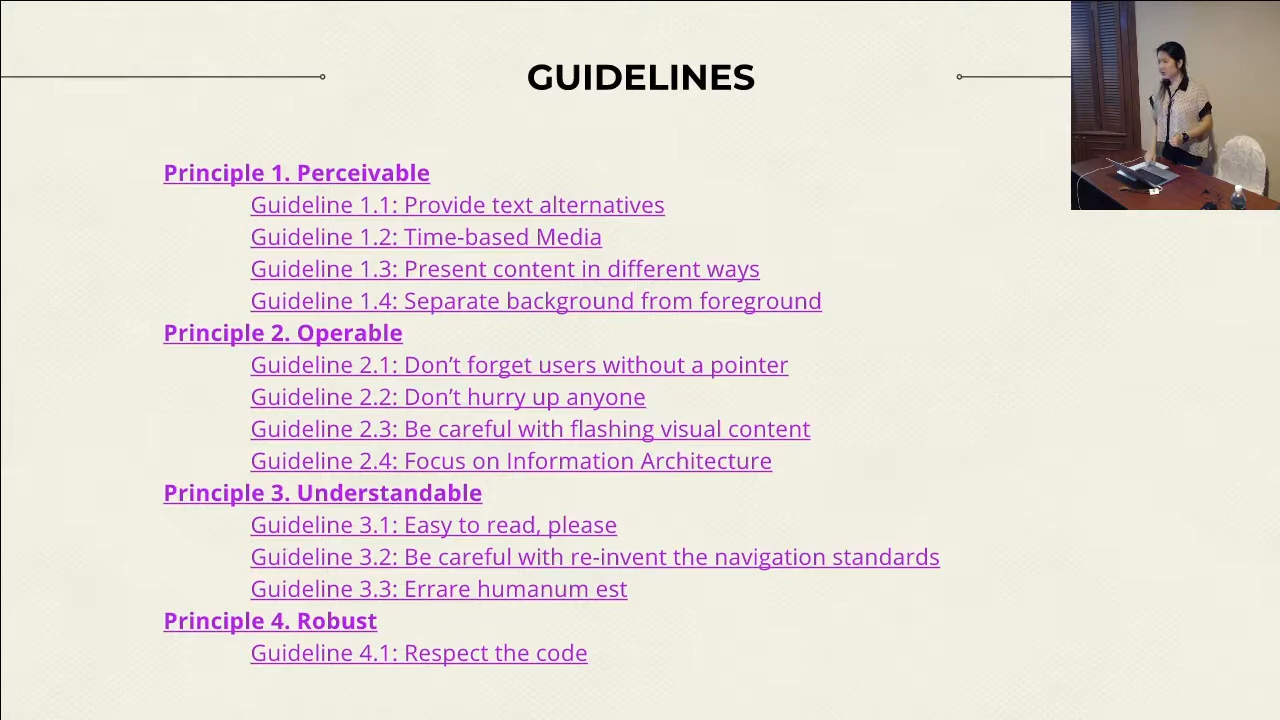 GUIDELINES
Principle 1. Perceivable
Guideline 1.1: Provide text alternatives
Guideline 1.2: Time-based Media
Guideline 1.3: Present content in different ways
Guideline 1.4: Separate background from foreground
Principle 2. Operable
Guideline 2.1: Don’t forget users without a pointer
Guideline 2.2: Don’t hurry up anyone
Guideline 2.3: Be careful with flashing visual content
Guideline 2.4: Focus on Information Architecture
Principle 3. Understandable
Guideline 3.1: Easy to read, please
Guideline 3.2: Be careful with re-invent the navigation standards
Guideline 3.3: Errare humanum est
Principle 4. Robust
Guideline 4.1: Respect the code